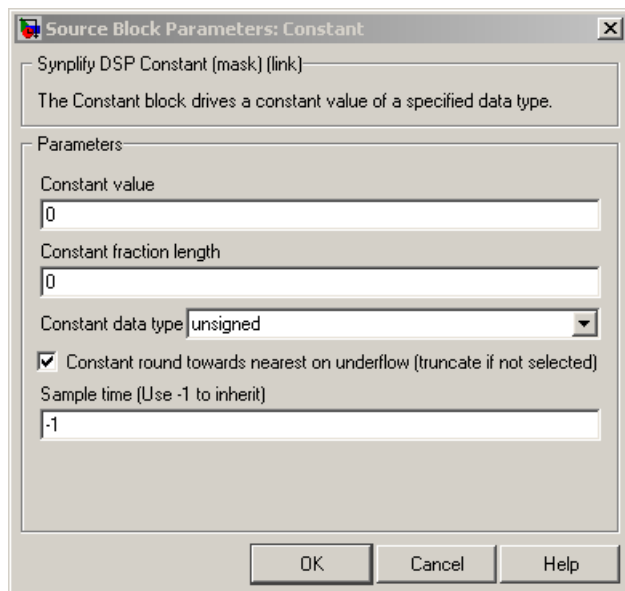 Source Block Parameters: Constant
Synplify DSP Constant (mask) (link)
The Constant block drives a constant value of a specified data type.
Parameters
Constant value
0
Constant fraction length
0
Constant data type unsigned
Constant round towards nearest on underflow (truncate if not selected)
Sample time (Use -1 to inherit)
-1
OK Cancel Help